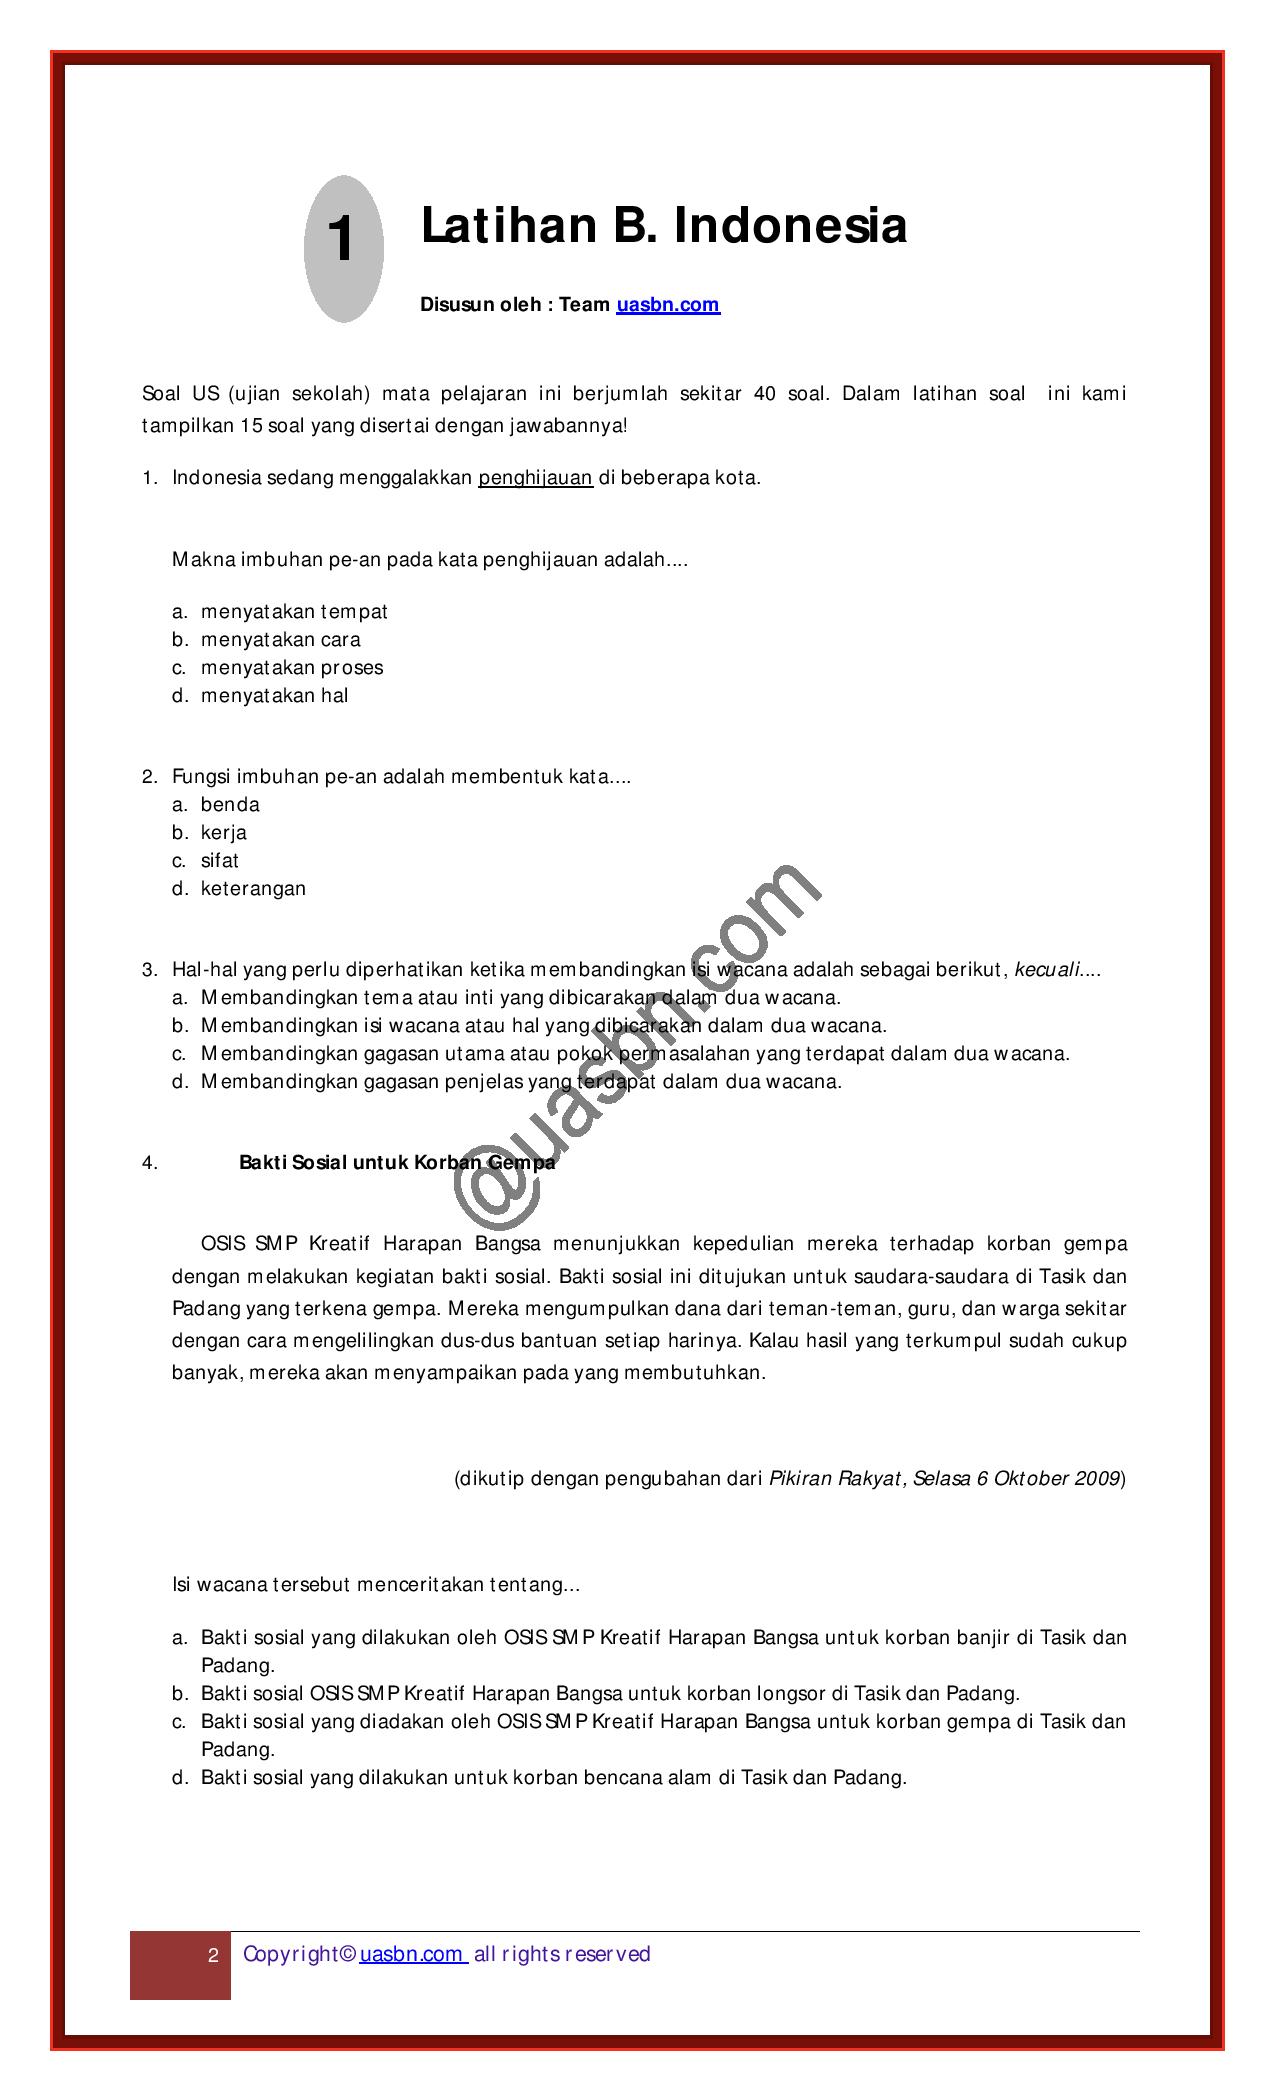 1
Latihan B. Indonesia
Disusun oleh : Team uasbn.com
Soal US (ujian sekolah) mata pelajaran ini berjumlah sekitar 40 soal. Dalam latihan soal ini kami
tampilkan 15 soal yang disertai dengan jawabannya!
1. Indonesia sedang menggalakkan penghijauan di beberapa kota.
Makna imbuhan pe-an pada kata penghijauan adalah....
a. menyatakan tempat
b. menyatakan cara
c. menyatakan proses
d. menyatakan hal
2. Fungsi imbuhan pe-an adalah membentuk kata....
a. benda
b. kerja
c. sifat
d. keterangan
3. Hal-hal yang perlu diperhatikan ketika membandingkan isi wacana adalah sebagai berikut, kecuali....
a. Membandingkan tema atau inti yang dibicarakan dalam dua wacana.
b. Membandingkan isi wacana atau hal yang dibicarakan dalam dua wacana.
c. Membandingkan gagasan utama atau pokok permasalahan yang terdapat dalam dua wacana.
d. Membandingkan gagasan penjelas yang terdapat dalam dua wacana.
@uasbn.com
4. Bakti Sosial untuk Korban Gempa
OSIS SMP Kreatif Harapan Bangsa menunjukkan kepedulian mereka terhadap korban gempa
dengan melakukan kegiatan bakti sosial. Bakti sosial ini ditujukan untuk saudara-saudara di Tasik dan
Padang yang terkena gempa. Mereka mengumpulkan dana dari teman-teman, guru, dan warga sekitar
dengan cara mengelilingkan dus-dus bantuan setiap harinya. Kalau hasil yang terkumpul sudah cukup
banyak, mereka akan menyampaikan pada yang membutuhkan.
(dikutip dengan pengubahan dari Pikiran Rakyat, Selasa 6 Oktober 2009)
Isi wacana tersebut menceritakan tentang...
a. Bakti sosial yang dilakukan oleh OSIS SMP Kreatif Harapan Bangsa untuk korban banjir di Tasik dan
Padang.
b. Bakti sosial OSIS SMP Kreatif Harapan Bangsa untuk korban longsor di Tasik dan Padang.
c. Bakti sosial yang diadakan oleh OSIS SMP Kreatif Harapan Bangsa untuk korban gempa di Tasik dan
Padang.
d. Bakti sosial yang dilakukan untuk korban bencana alam di Tasik dan Padang.
2 Copyright© uasbn.com all rights reserved